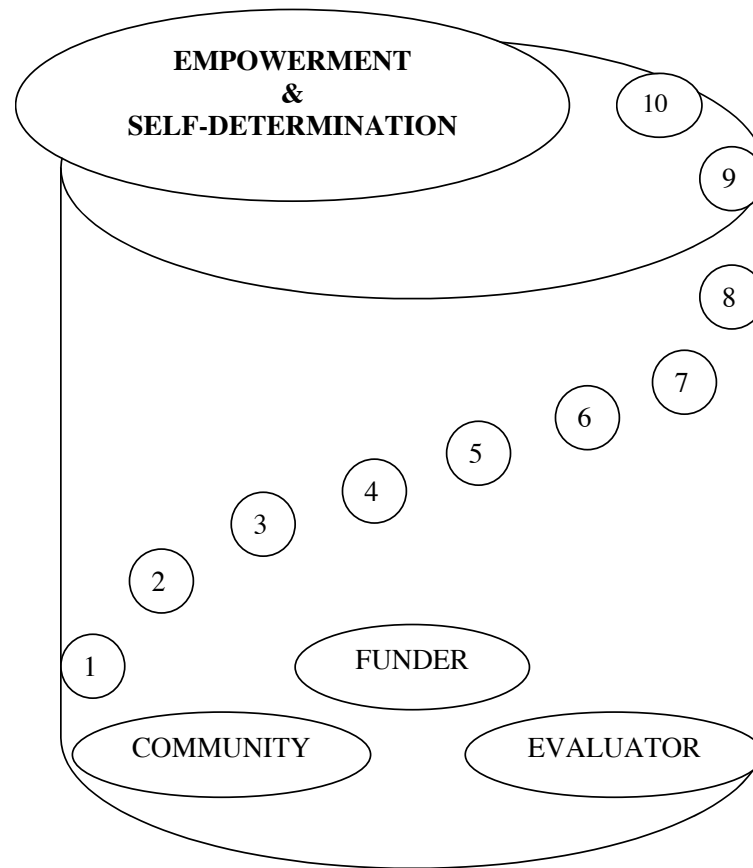 EMPOWERMENT
&
SELF-DETERMINATION
10
9
8
7
6
5
4
3
2
1
FUNDER
COMMUNITY
EVALUATOR